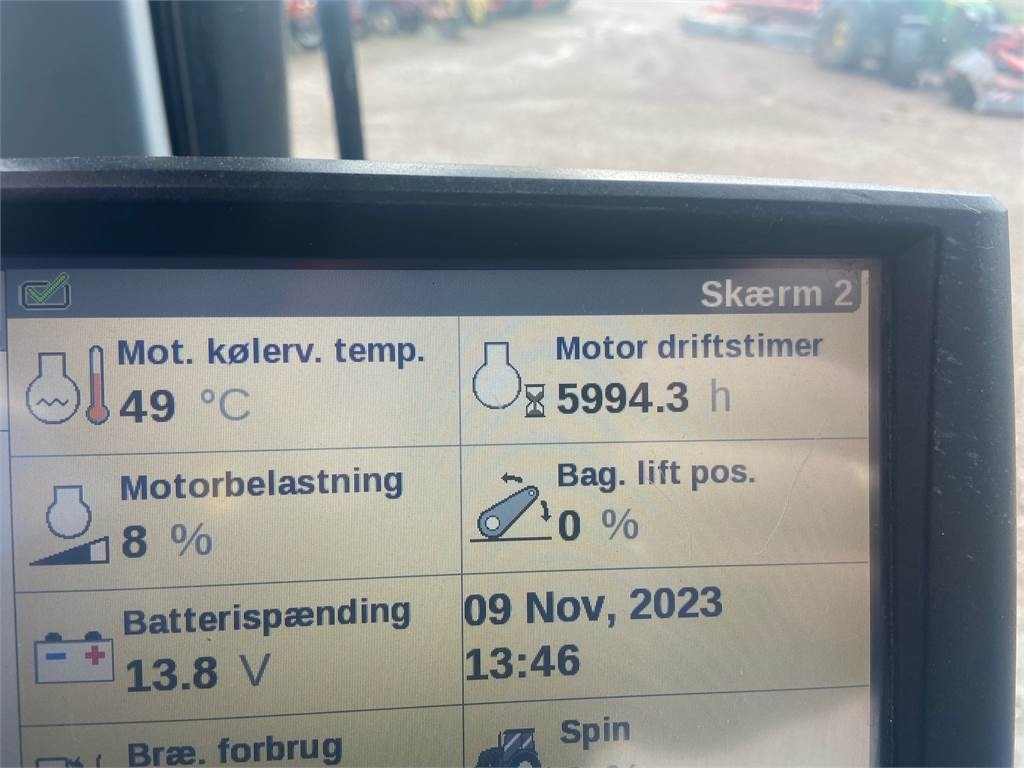 Skærm 2
Mot. kølerv. temp.
49 °C
Motor driftstimer
5994.3 h
Motorbelastning
8 %
Bag. lift pos.
0 %
Batterispænding
13.8 V
09 Nov, 2023
13:46
Bræ. forbrug
Spin